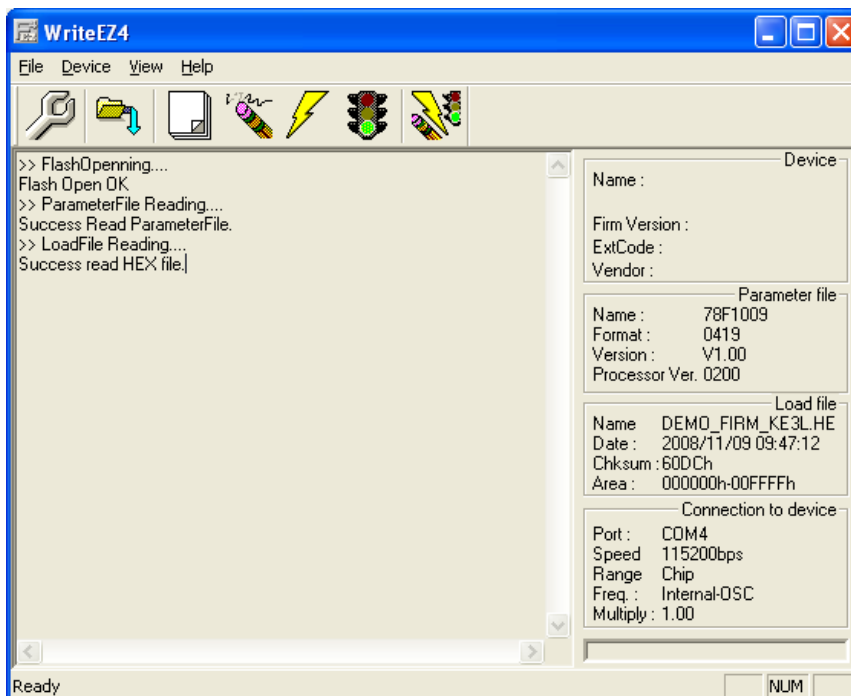 WriteEZ4
File Device View Help
>> FlashOpenning....
Flash Open OK
>> ParameterFile Reading....
Success Read ParameterFile.
>> LoadFile Reading....
Success read HEX file.
Device
Name :
Firm Version :
ExtCode :
Vendor :
Parameter file
Name : 78F1009
Format : 0419
Version : V1.00
Processor Ver. 0200
Load file
Name DEMO_FIRM_KE3L.HE
Date : 2008/11/09 09:47:12
Chksum : 60DCh
Area : 000000h-00FFFFh
Connection to device
Port : COM4
Speed 115200bps
Range Chip
Freq. : Internal-OSC
Multiply : 1.00
Ready NUM